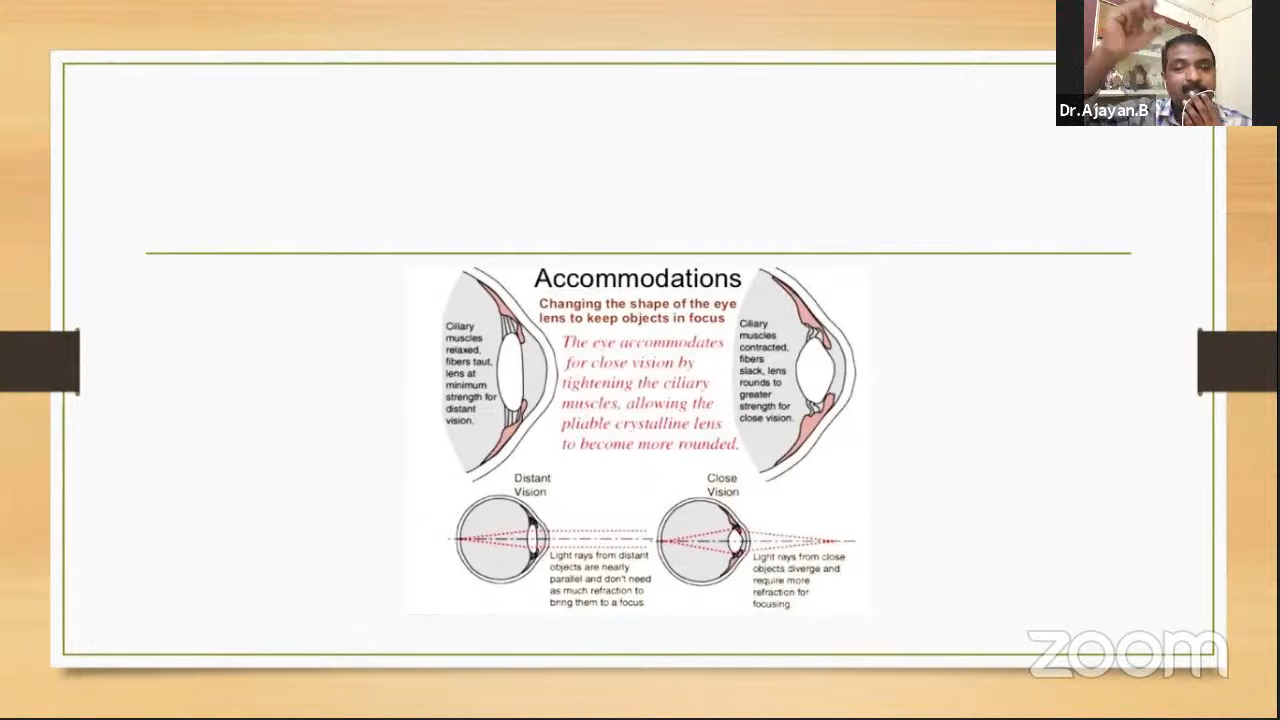 Dr.Ajayan.B
Accommodations
Changing the shape of the eye
lens to keep objects in focus
Ciliary
muscles
relaxed,
fibers taut,
lens at
minimum
strength for
distant
vision.
The eye accommodates
for close vision by
tightening the ciliary
muscles, allowing the
pliable crystalline lens
to become more rounded.
Ciliary
muscles
contracted,
fibers
slack, lens
rounds to
greater
strength for
close vision.
Distant
Vision
Light rays from distant
objects are nearly
parallel and don't need
as much refraction to
bring them to a focus.
Close
Vision
Light rays from close
objects diverge and
require more
refraction for
focusing.
zoom